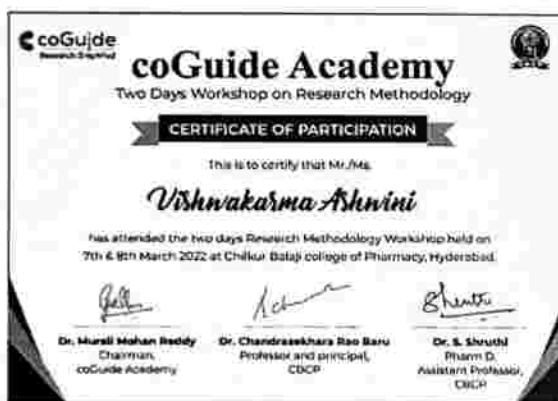 coGuide
Research Simplified
coGuide Academy
Two Days Workshop on Research Methodology
CERTIFICATE OF PARTICIPATION
This is to certify that Mr./Ms.
Vishwakarma Ashwini
has attended the two days Research Methodology Workshop held on
7th & 8th March 2022 at Chilkur Balaji college of Pharmacy, Hyderabad.
Dr. Murali Mohan Reddy
Chairman,
coGuide Academy
Dr. Chandrasekhara Rao Baru
Professor and principal,
CBCP
Dr. S. Shruthi
Pharm D,
Assistant Professor,
CBCP